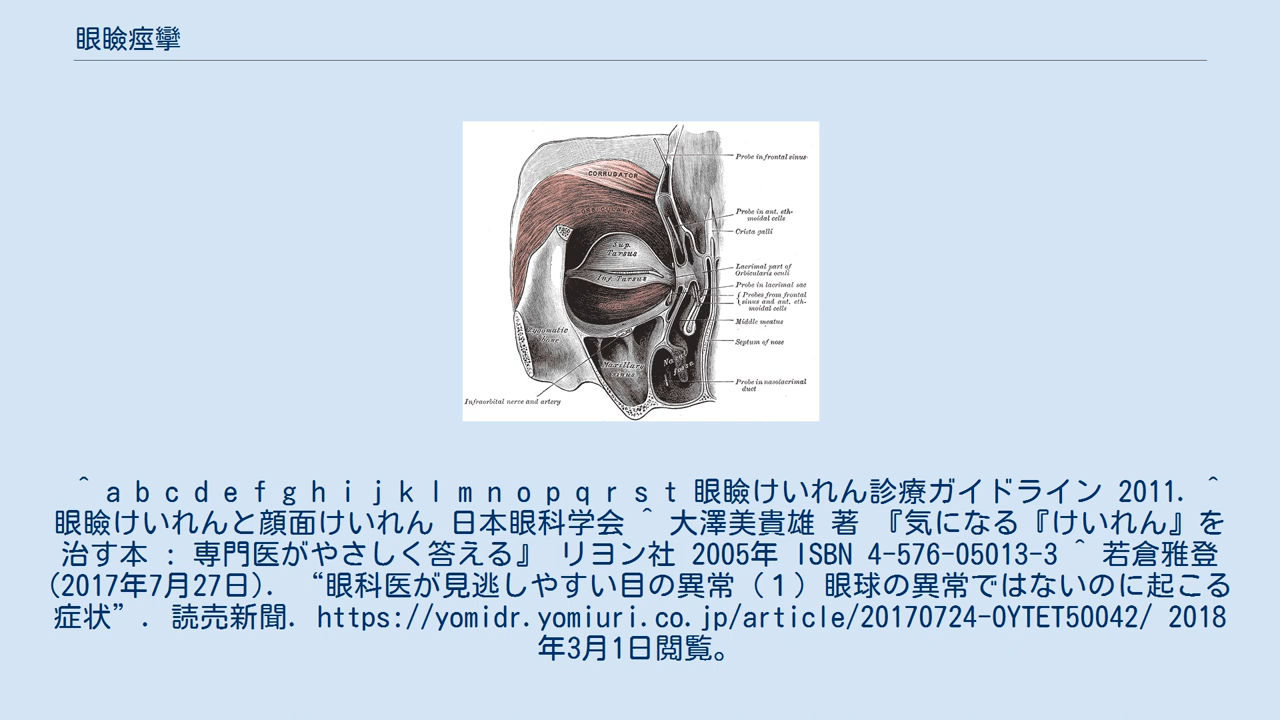 眼瞼痙攣
CORRUGATOR
Sup.
Tarsus
Inf. Tarsus
Zygomatic
bone
Maxillary
sinus
Nasal
fossa
Infraorbital nerve and artery
Probe in frontal sinus
Probe in ant. eth-
moidal cells
Crista galli
Lacrimal part of
Orbicularis oculi
Probe in lacrimal sac
Probes from frontal
sinus and ant. eth-
moidal cells
Middle meatus
Septum of nose
Probe in nasolacrimal
duct
^ a b c d e f g h i j k l m n o p q r s t 眼瞼けいれん診療ガイドライン 2011. ^
眼瞼けいれんと顔面けいれん 日本眼科学会 ^ 大澤美貴雄 著 『気になる『けいれん』を
治す本 : 専門医がやさしく答える』 リヨン社 2005年 ISBN 4-576-05013-3 ^ 若倉雅登
(2017年7月27日). “眼科医が見逃しやすい目の異常（１）眼球の異常ではないのに起こる
症状”. 読売新聞. https://yomidr.yomiuri.co.jp/article/20170724-OYTET50042/ 2018
年3月1日閲覧。